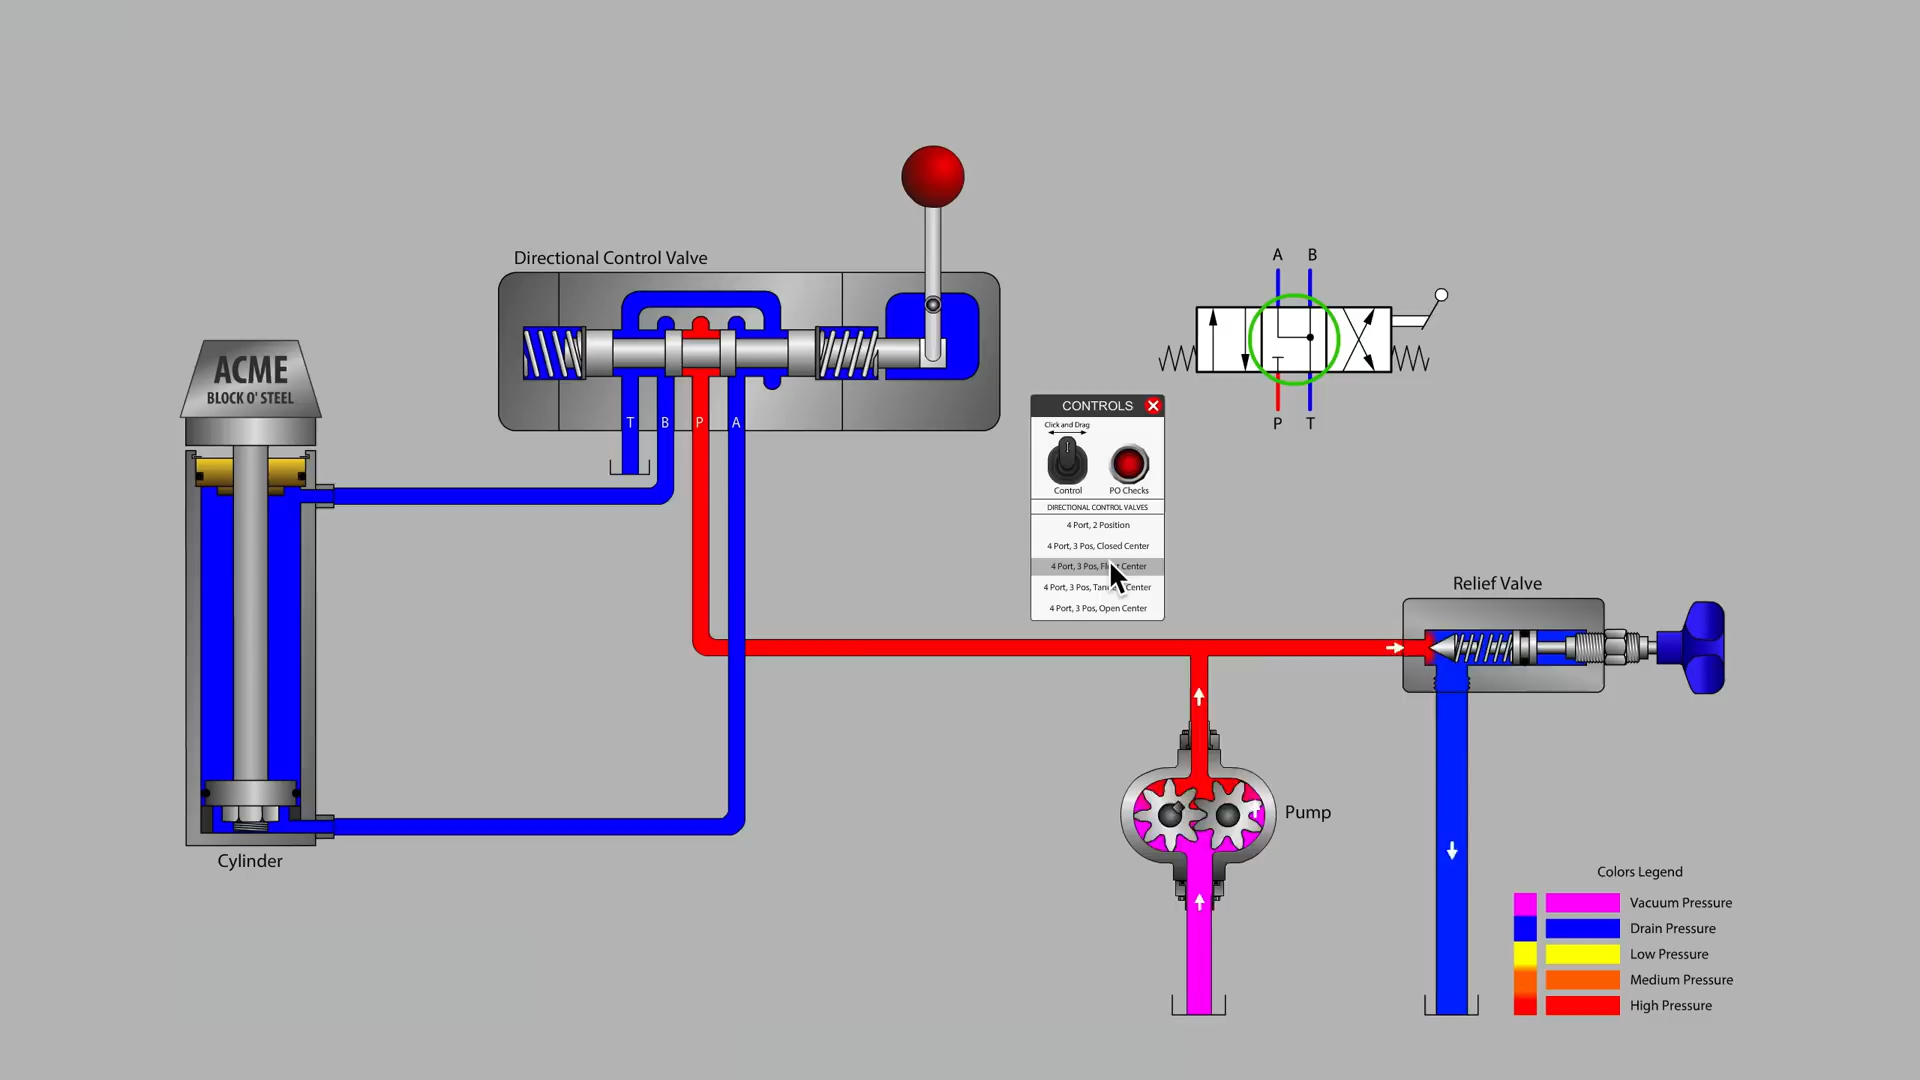 A B
Directional Control Valve
ACME
BLOCK O' STEEL
T B P A
P T
CONTROLS
Click and Drag
Control PO Checks
DIRECTIONAL CONTROL VALVES
4 Port, 2 Position
4 Port, 3 Pos, Closed Center
4 Port, 3 Pos, Center
4 Port, 3 Pos, Center
4 Port, 3 Pos, Open Center
Relief Valve
Pump
Cylinder
Colors Legend
Vacuum Pressure
Drain Pressure
Low Pressure
Medium Pressure
High Pressure